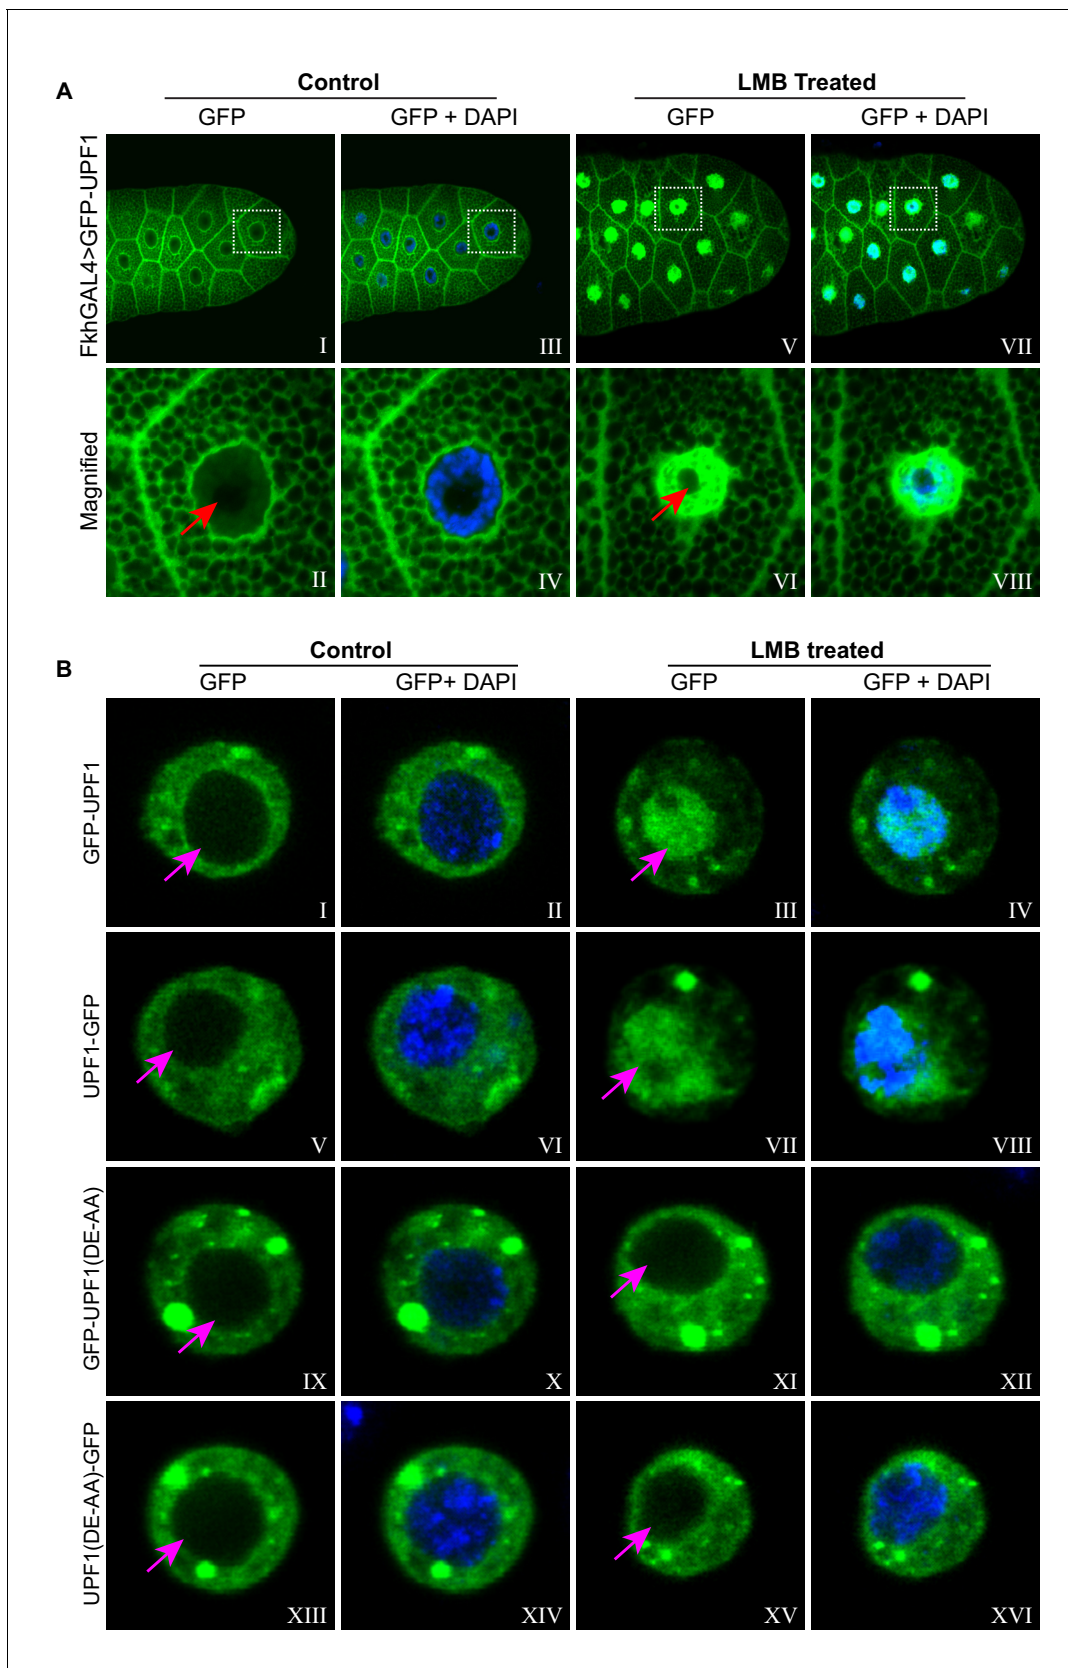 A
Control
LMB Treated
GFP
GFP + DAPI
GFP
GFP + DAPI
FkhGAL4>GFP-UPF1
I
III
V
VII
Magnified
II
IV
VI
VIII
B
Control
LMB treated
GFP
GFP+ DAPI
GFP
GFP + DAPI
GFP-UPF1
I
II
III
IV
UPF1-GFP
V
VI
VII
VIII
GFP-UPF1(DE-AA)
IX
X
XI
XII
UPF1(DE-AA)-GFP
XIII
XIV
XV
XVI